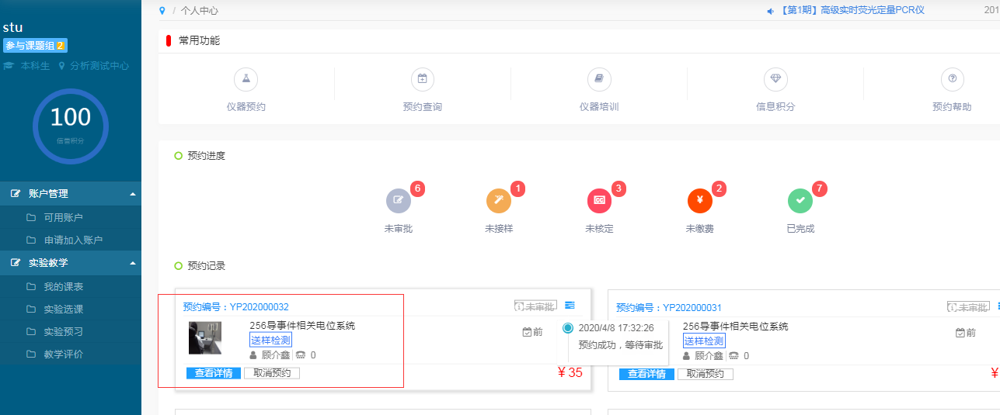 个人中心
【第1期】高级实时荧光定量PCR仪
201
stu
参与课题组 2
本科生 分析测试中心
100
信誉积分
账户管理
可用账户
申请加入账户
实验教学
我的课表
实验选课
实验预习
教学评价
常用功能
仪器预约
预约查询
仪器培训
信息积分
预约帮助
预约进度
6
未审批
1
未接样
3
未核定
2
未缴费
7
已完成
预约记录
预约编号：YP202000032
未审批
256导事件相关电位系统
送样检测
前
顾介鑫 0
查看详情 取消预约
￥35
2020/4/8 17:32:26
预约成功，等待审批
预约编号：YP202000031
未审批
256导事件相关电位系统
送样检测
前
顾介鑫 0
查看详情 取消预约
￥